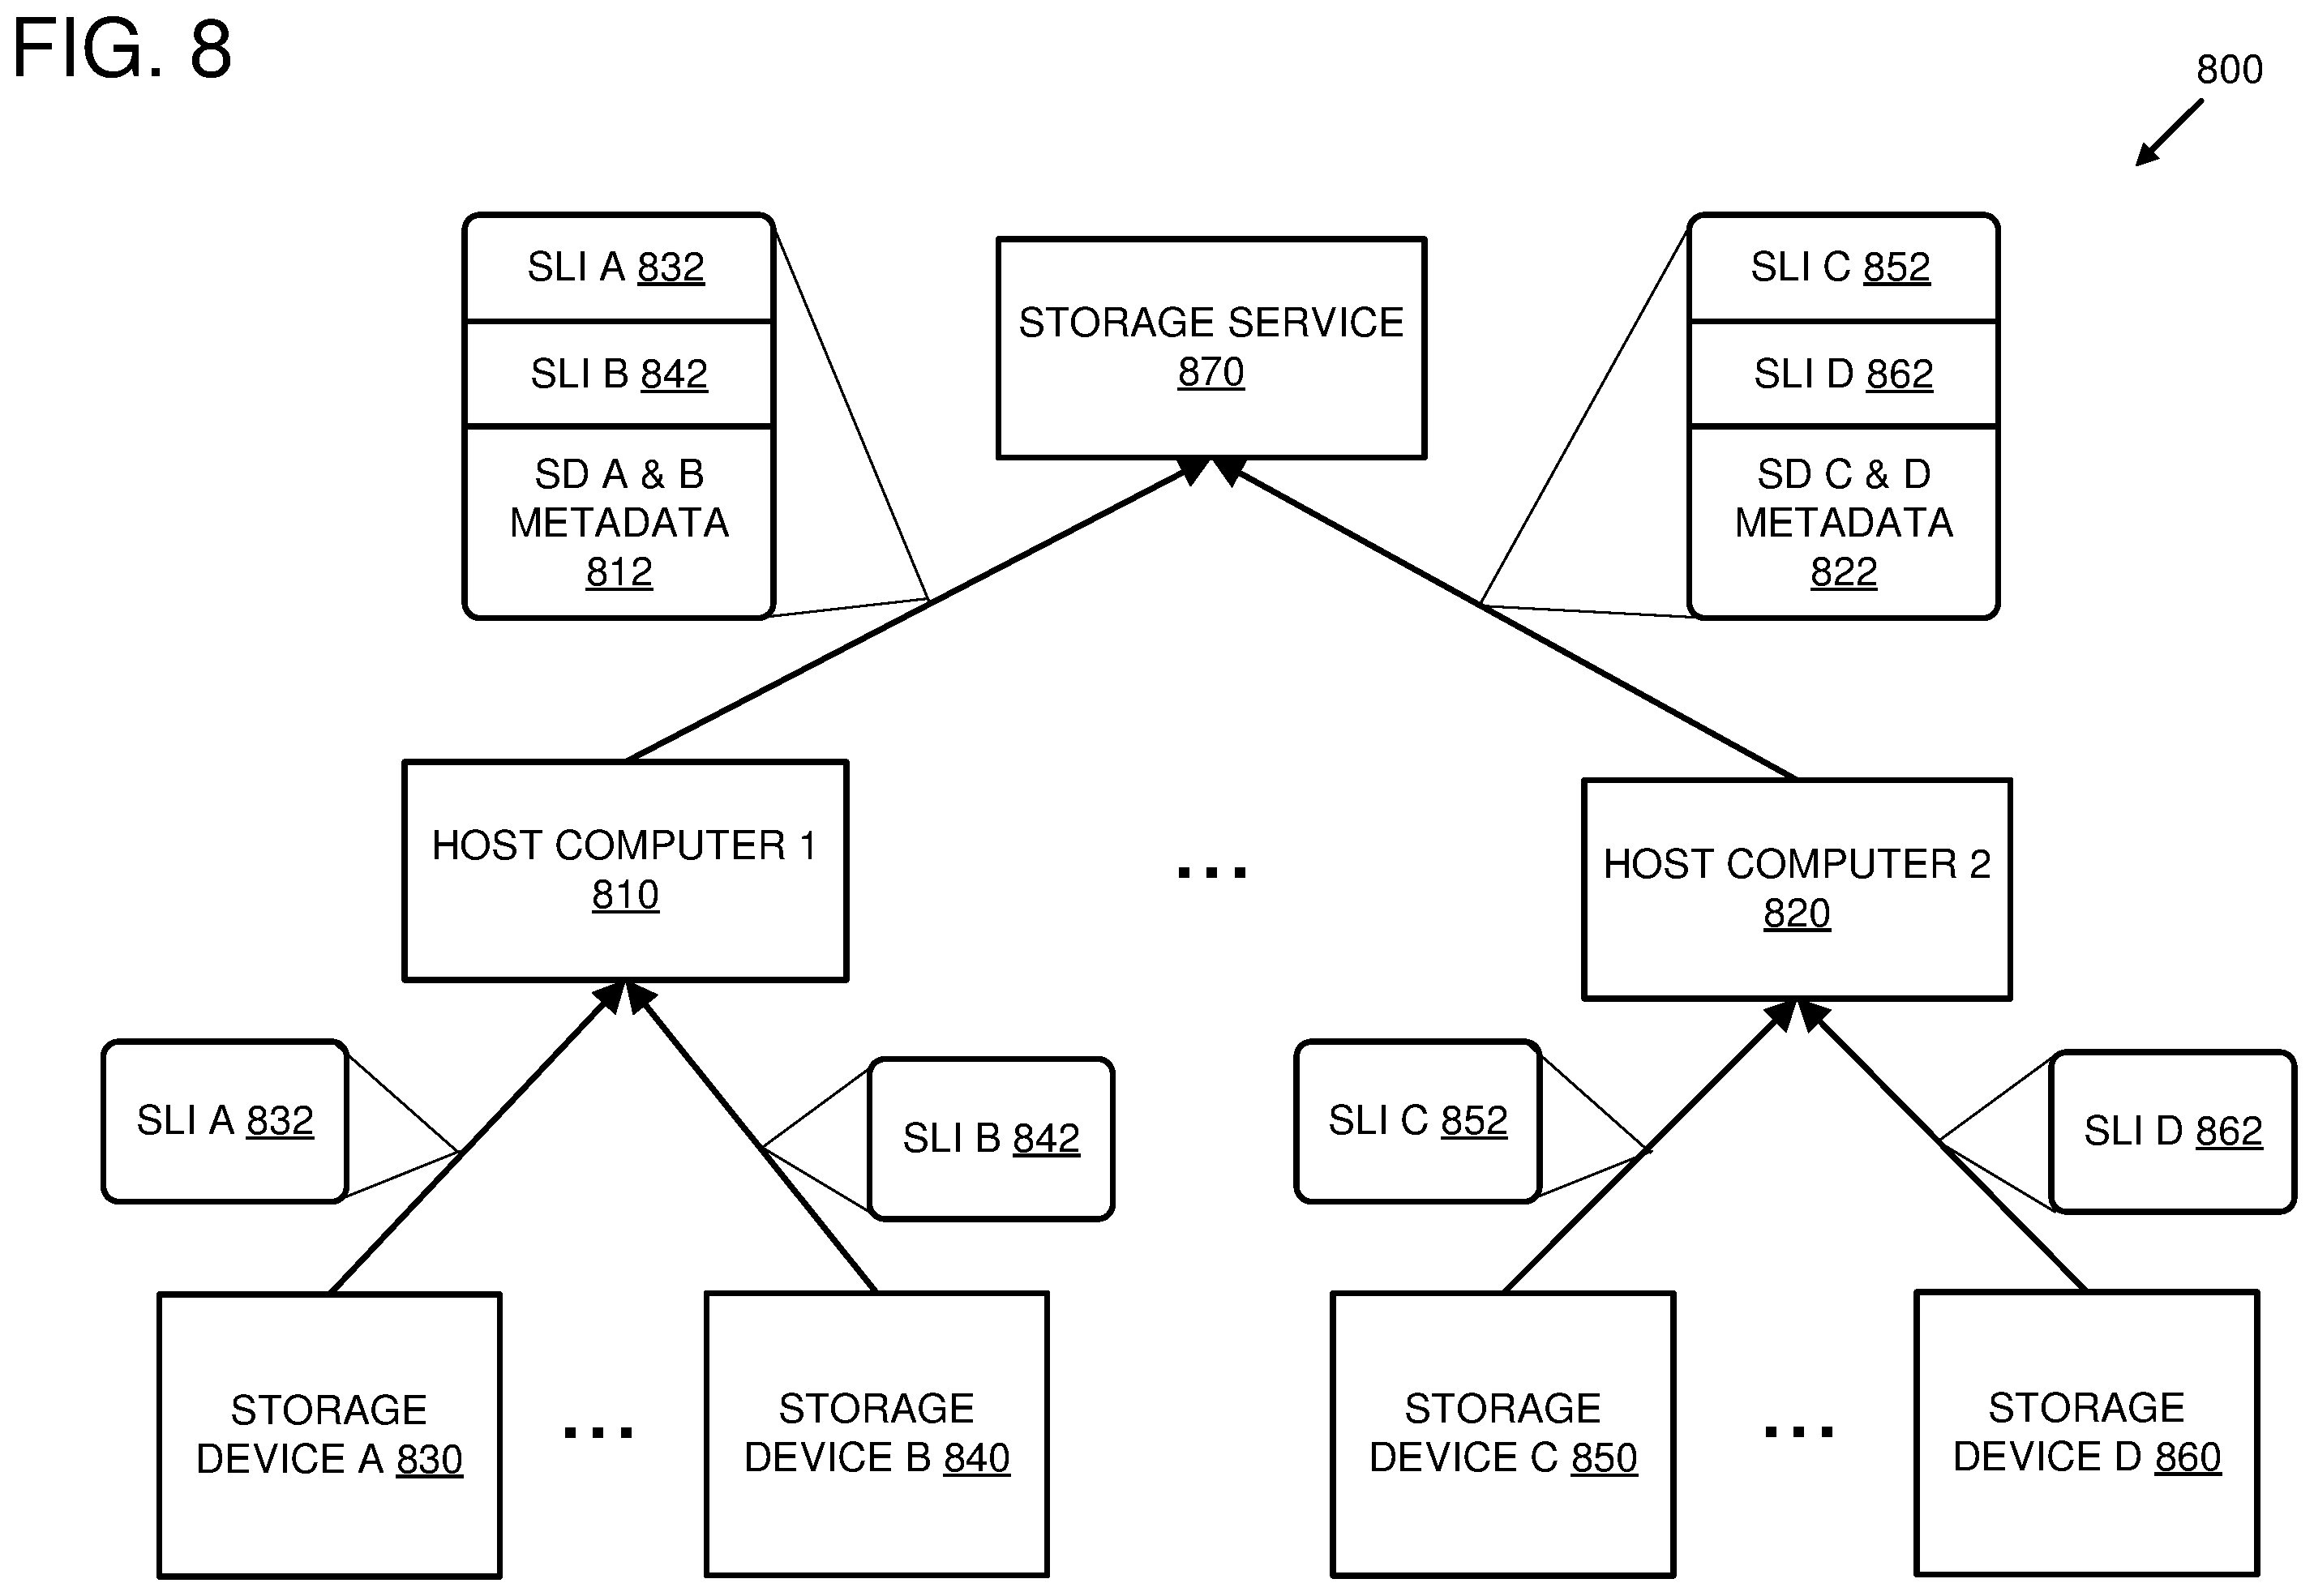 FIG. 8
800
SLI A 832
SLI B 842
SD A & B
METADATA
812
STORAGE SERVICE
870
SLI C 852
SLI D 862
SD C & D
METADATA
822
HOST COMPUTER 1
810
...
HOST COMPUTER 2
820
SLI A 832
SLI B 842
SLI C 852
SLI D 862
STORAGE
DEVICE A 830
...
STORAGE
DEVICE B 840
STORAGE
DEVICE C 850
...
STORAGE
DEVICE D 860